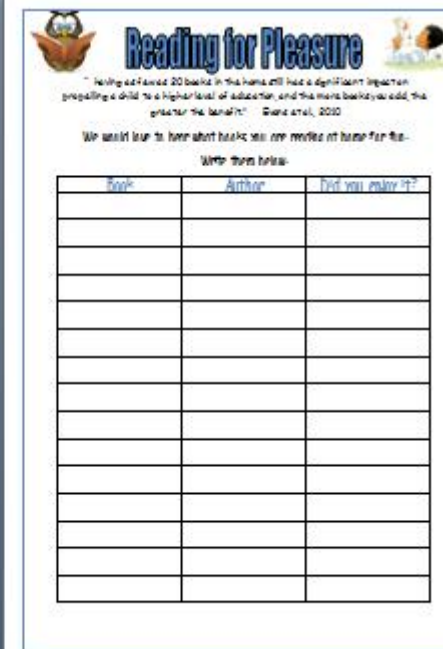 Reading for Pleasure
" having as few as 20 books in the home still has a significant impact on
propelling a child to a higher level of education, and the more books you add, the
greater the benefit" Evans et al., 2010
We would love to hear what books you are reading at home for fun.
Write them below.
Book Author Did you enjoy it?